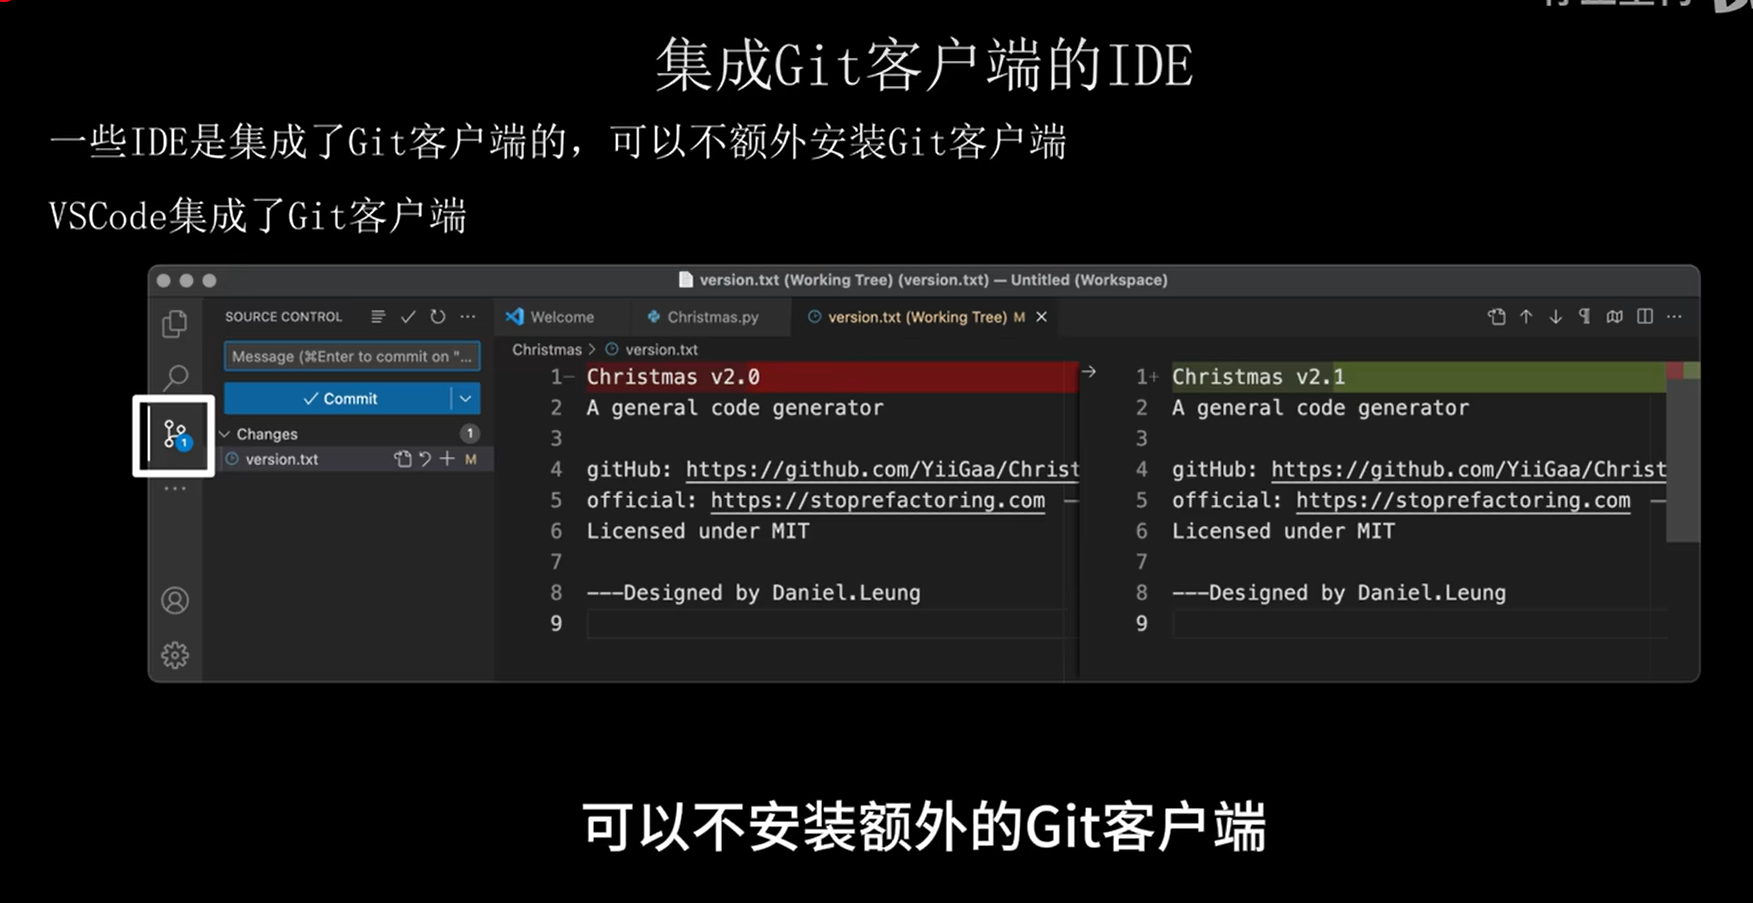 集成Git客户端的IDE
一些IDE是集成了Git客户端的，可以不额外安装Git客户端
VSCode集成了Git客户端
version.txt (Working Tree) (version.txt) — Untitled (Workspace)
SOURCE CONTROL
Welcome
Christmas.py
version.txt (Working Tree) M
Message (⌘Enter to commit on "...
Commit
Changes 1
version.txt M
1
Christmas > version.txt
1− Christmas v2.0
2 A general code generator
3
4 gitHub: https://github.com/YiiGaa/Christ
5 official: https://stoprefactoring.com —
6 Licensed under MIT
7
8 ---Designed by Daniel.Leung
9
1+ Christmas v2.1
2 A general code generator
3
4 gitHub: https://github.com/YiiGaa/Christ
5 official: https://stoprefactoring.com —
6 Licensed under MIT
7
8 ---Designed by Daniel.Leung
9
可以不安装额外的Git客户端